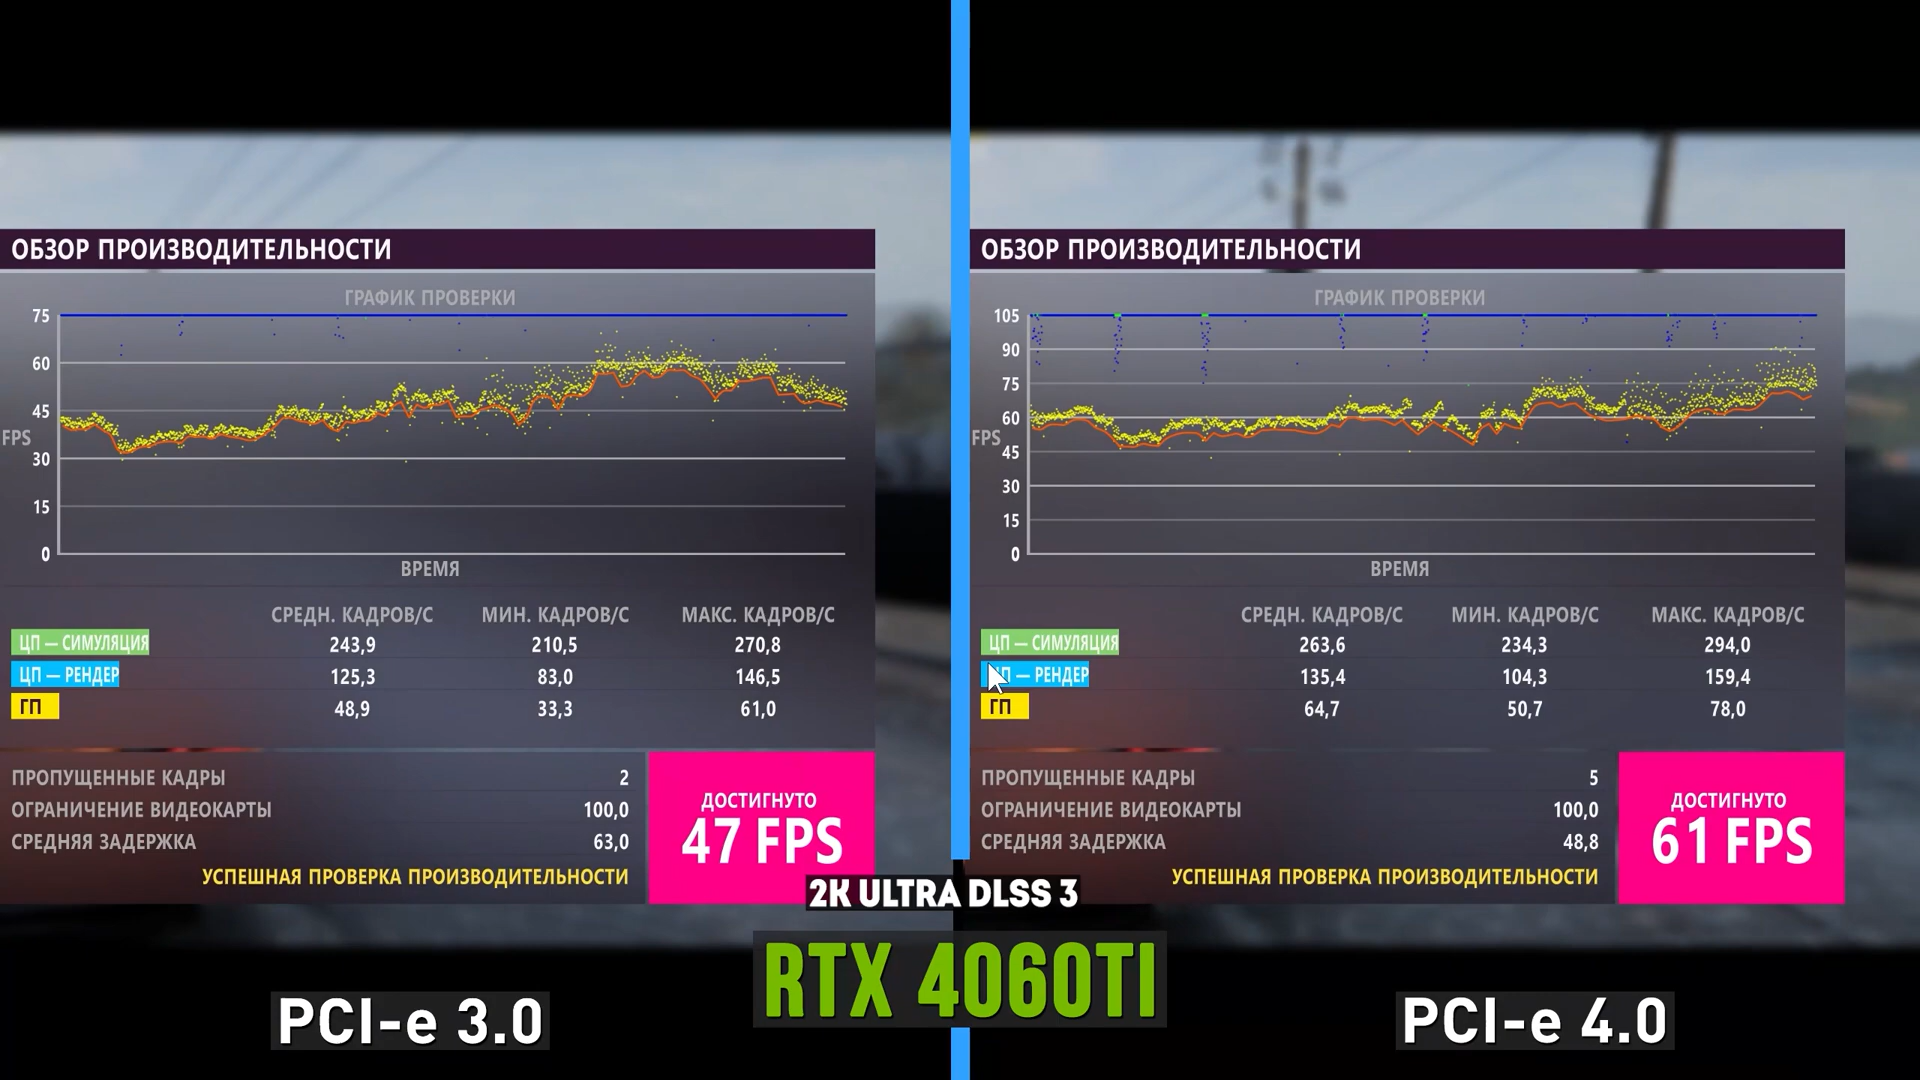 ОБЗОР ПРОИЗВОДИТЕЛЬНОСТИ
ГРАФИК ПРОВЕРКИ
75
60
45
FPS
30
15
0
ВРЕМЯ
СРЕДН. КАДРОВ/С МИН. КАДРОВ/С МАКС. КАДРОВ/С
ЦП — СИМУЛЯЦИЯ 243,9 210,5 270,8
ЦП — РЕНДЕР 125,3 83,0 146,5
ГП 48,9 33,3 61,0
ПРОПУЩЕННЫЕ КАДРЫ 2
ОГРАНИЧЕНИЕ ВИДЕОКАРТЫ 100,0
СРЕДНЯЯ ЗАДЕРЖКА 63,0
УСПЕШНАЯ ПРОВЕРКА ПРОИЗВОДИТЕЛЬНОСТИ
ДОСТИГНУТО
47 FPS
ОБЗОР ПРОИЗВОДИТЕЛЬНОСТИ
ГРАФИК ПРОВЕРКИ
105
90
75
60
FPS
45
30
15
0
ВРЕМЯ
СРЕДН. КАДРОВ/С МИН. КАДРОВ/С МАКС. КАДРОВ/С
ЦП — СИМУЛЯЦИЯ 263,6 234,3 294,0
ЦП — РЕНДЕР 135,4 104,3 159,4
ГП 64,7 50,7 78,0
ПРОПУЩЕННЫЕ КАДРЫ 5
ОГРАНИЧЕНИЕ ВИДЕОКАРТЫ 100,0
СРЕДНЯЯ ЗАДЕРЖКА 48,8
УСПЕШНАЯ ПРОВЕРКА ПРОИЗВОДИТЕЛЬНОСТИ
ДОСТИГНУТО
61 FPS
2K ULTRA DLSS 3
RTX 4060TI
PCI-e 3.0
PCI-e 4.0